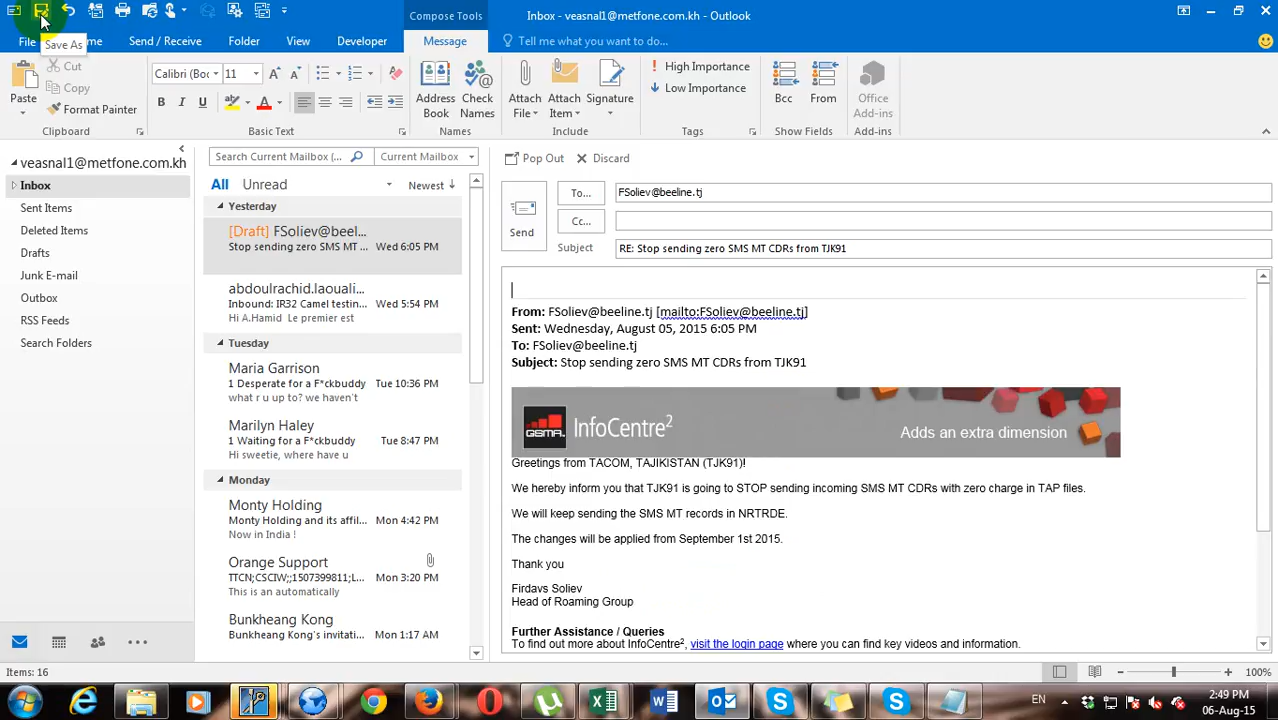 Compose Tools
Inbox - veasnal1@metfone.com.kh - Outlook
File
me
Send / Receive
Folder
View
Developer
Message
Tell me what you want to do...
Save As
Paste
Cut
Copy
Format Painter
Clipboard
Calibri (Boc
11
B I U
Basic Text
Address Book
Check Names
Names
Attach File
Attach Item
Signature
Include
High Importance
Low Importance
Tags
Bcc
From
Show Fields
Office Add-ins
Add-ins
veasnal1@metfone.com.kh
Inbox
Sent Items
Deleted Items
Drafts
Junk E-mail
Outbox
RSS Feeds
Search Folders
Search Current Mailbox (...
Current Mailbox
All
Unread
Newest
Yesterday
[Draft] FSoliev@beel...
Stop sending zero SMS MT ...
Wed 6:05 PM
abdoulrachid.laouali...
Inbound: IR32 Camel testin...
Wed 5:54 PM
Hi A.Hamid Le premier est
Tuesday
Maria Garrison
1 Desperate for a F*ckbuddy
Tue 10:36 PM
what r u up to? we haven't
Marilyn Haley
1 Waiting for a F*ckbuddy
Tue 8:47 PM
Hi sweetie, where have u
Monday
Monty Holding
Monty Holding and its affil...
Mon 4:42 PM
Now in India !
Orange Support
TTCN;CSCIW;;1507399811;L...
Mon 3:20 PM
This is an automatically
Bunkheang Kong
Bunkheang Kong's invitati...
Mon 1:17 AM
Pop Out
Discard
Send
To...
FSoliev@beeline.tj
Cc...
Subject
RE: Stop sending zero SMS MT CDRs from TJK91
From: FSoliev@beeline.tj [mailto:FSoliev@beeline.tj]
Sent: Wednesday, August 05, 2015 6:05 PM
To: FSoliev@beeline.tj
Subject: Stop sending zero SMS MT CDRs from TJK91
GSMA
InfoCentre²
Adds an extra dimension
Greetings from TACOM, TAJIKISTAN (TJK91)!
We hereby inform you that TJK91 is going to STOP sending incoming SMS MT CDRs with zero charge in TAP files.
We will keep sending the SMS MT records in NRTRDE.
The changes will be applied from September 1st 2015.
Thank you
Firdavs Soliev
Head of Roaming Group
Further Assistance / Queries
To find out more about InfoCentre², visit the login page where you can find key videos and information.
Items: 16
100%
EN
2:49 PM
06-Aug-15